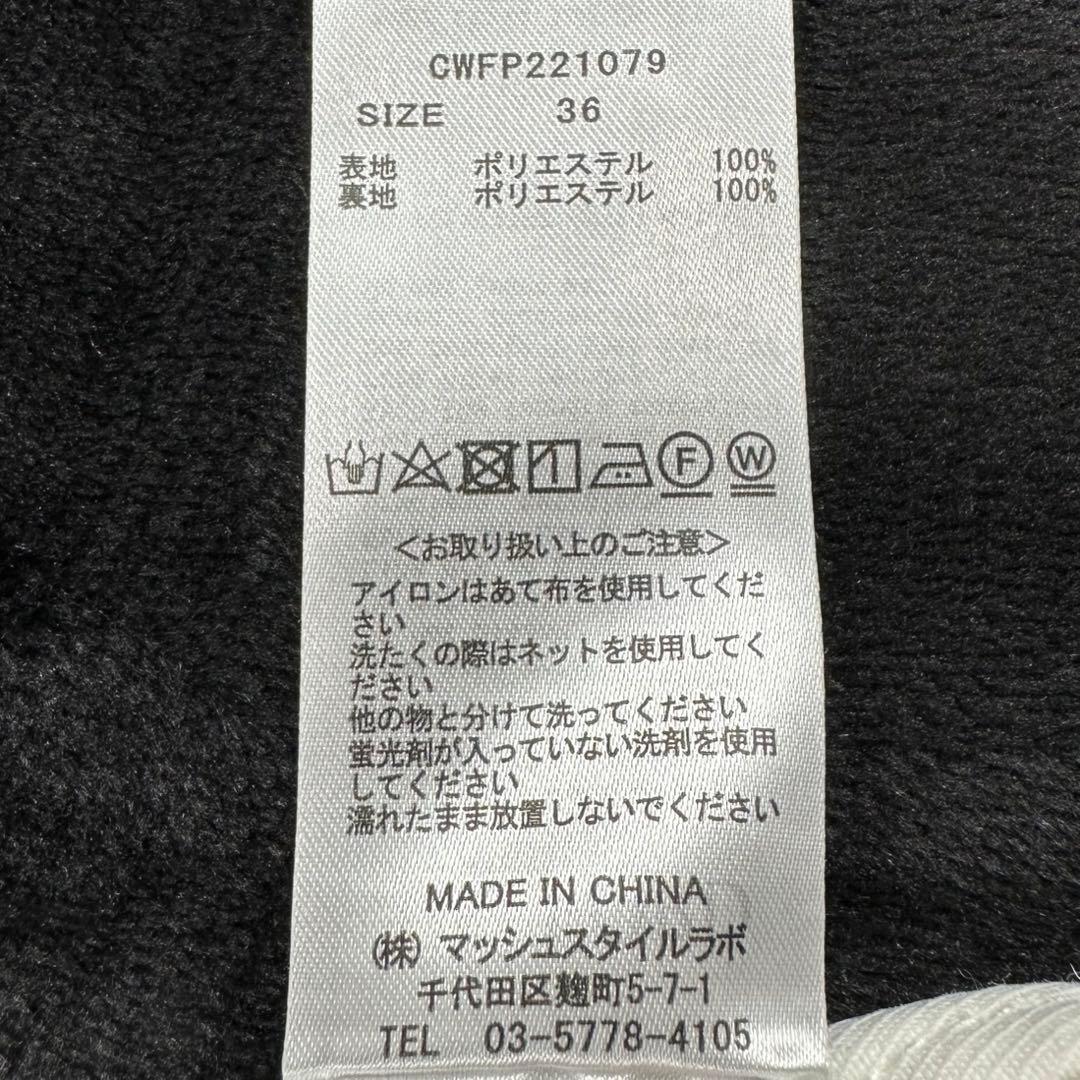 CWFP221079
SIZE 36
表地 ポリエステル 100%
裏地 ポリエステル 100%
F W
<お取り扱い上のご注意>
アイロンはあて布を使用してくだ
さい
洗たくの際はネットを使用してく
ださい
他の物と分けて洗ってください
蛍光剤が入っていない洗剤を使用
してください
濡れたまま放置しないでください
MADE IN CHINA
(株) マッシュスタイルラボ
千代田区麹町5-7-1
TEL 03-5778-4105